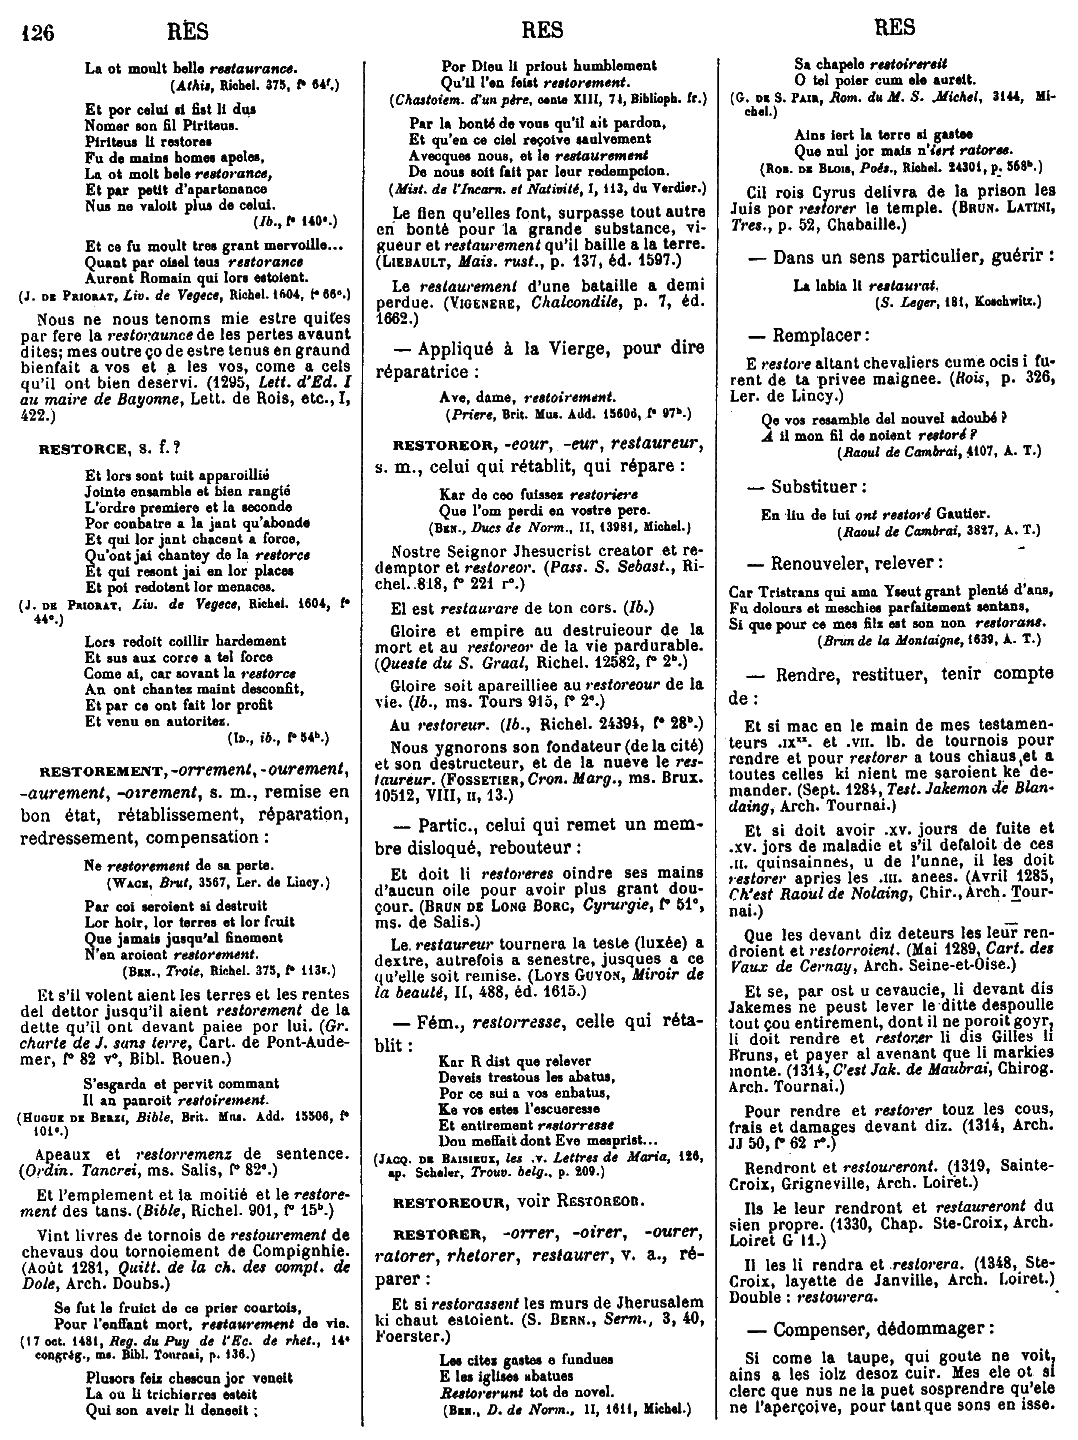 126 RES RES RES
La ot moult belle restaurance.
(Athis, Richel. 375, f° 64f.)
Et por celui si fist li dus
Nomer son fil Piriteus.
Piriteus li restores
Fu de mains homes apeles,
La ot molt bele restorance,
Et par petit d'apartonance
Nus ne valoit plus de celui.
(Ib., f° 140e.)
Et ce fu moult tres grant mervoille...
Quant par oisel teus restorance
Aurent Romain qui lors estoient.
(J. DE PRIORAT, Liv. de Vegece, Richel. 1604, f° 66e.)
Nous ne nous tenoms mie estre quites
par fere la restoraunce de les pertes avaunt
dites; mes outre ço de estre tenus en graund
bienfait a vos et a les vos, come a cels
qu'il ont bien deservi. (1295, Lett. d'Ed. I
au maire de Bayonne, Lett. de Rois, etc., I,
422.)
RESTORCE, s. f. ?
Et lors sont tuit apparoillié
Jointe ensamble et bien rangié
L'ordre premiere et la seconde
Por conbatre a la jant qu'abonde
Et qui lor jant chacent a force,
Qu'ont jai chantey de la restorce
Et qui resont jai en lor places
Et poi redotent lor menaces.
(J. DE PRIORAT, Liv. de Vegece, Richel. 1604, f°
44e.)
Lors redoit coillir hardement
Et sus aux corre a tel force
Come ai, car sovant la restorce
An ont chantez maint desconfit,
Et par ce ont fait lor profit
Et venu en autoritez.
(ID., ib., f° 54b.)
RESTOREMENT, -orrement, -ourement,
-aurement, -oirement, s. m., remise en
bon état, rétablissement, réparation,
redressement, compensation :
Ne restorement de sa perte.
(WACE, Brut, 3567, Ler. de Lincy.)
Par coi seroient si destruit
Lor hoir, lor terres et lor fruit
Que jamais jusqu'al finement
N'en aroient restorement.
(BEN., Troie, Richel. 375, f° 113f.)
Et s'il volent aient les terres et les rentes
del dettor jusqu'il aient restorement de la
dette qu'il ont devant paiee por lui. (Gr.
charte de J. sans terre, Cart. de Pont-Aude-
mer, f° 82 v°, Bibl. Rouen.)
S'esgarda et pervit commant
Il an panroit restoirement.
(HUGUE DE BERZI, Bible, Brit. Mus. Add. 15606, f°
101e.)
Apeaux et restorremenz de sentence.
(Ordin. Tancrei, ms. Salis, f° 82e.)
Et l'emplement et la moitié et le restore-
ment des tans. (Bible, Richel. 901, f° 15b.)
Vint livres de tornois de restourement de
chevaus dou tornoiement de Compignhie.
(Août 1281, Quitt. de la ch. des compt. de
Dole, Arch. Doubs.)
Se fut le fruict de ce prier courtois,
Pour l'enffant mort, restaurement de vie.
(17 oct. 1481, Reg. du Puy de l'Ec. de rhet., 14e
congrég., ms. Bibl. Tournai, p. 136.)
Plusors feiz chescun jor veneit
La ou li trichierres esteit
Qui son aveir li deneeit ;
Por Dieu li priout humblement
Qu'il l'en feist restorement.
(Chastoiem. d'un père, conte XIII, 74, Biblioph. fr.)
Par la bonté de vous qu'il ait pardon,
Et qu'en ce ciel reçoive saulvement
Avecques nous, et le restaurement
De nous soit fait par leur redempcion.
(Mist. de l'Incarn. et Nativité, I, 113, du Verdier.)
Le fien qu'elles font, surpasse tout autre
en bonté pour la grande substance, vi-
gueur et restaurement qu'il baille a la terre.
(LIEBAULT, Mais. rust., p. 137, éd. 1597.)
Le restaurement d'une bataille a demi
perdue. (VIGENERE, Chalcondile, p. 7, éd.
1662.)
— Appliqué à la Vierge, pour dire
réparatrice :
Ave, dame, restoirement.
(Priere, Brit. Mus. Add. 15606, f° 97b.)
RESTOREOR, -eour, -eur, restaureur,
s. m., celui qui rétablit, qui répare :
Kar de ceo fuissez restoriere
Que l'om perdi en vostre pere.
(BEN., Ducs de Norm., II, 13981, Michel.)
Nostre Seignor Jhesucrist creator et re-
demptor et restoreor. (Pass. S. Sebast., Ri-
chel. 818, f° 221 r°.)
El est restaurare de ton cors. (Ib.)
Gloire et empire au destruieour de la
mort et au restoreor de la vie pardurable.
(Queste du S. Graal, Richel. 12582, f° 2b.)
Gloire soit apareilliee au restoreour de la
vie. (Ib., ms. Tours 915, f° 2e.)
Au restoreur. (Ib., Richel. 24394, f° 28b.)
Nous ygnorons son fondateur (de la cité)
et son destructeur, et de la nueve le res-
taureur. (FOSSETIER, Cron. Marg., ms. Brux.
10512, VIII, II, 13.)
— Partic., celui qui remet un mem-
bre disloqué, rebouteur :
Et doit li restoreres oindre ses mains
d'aucun oile pour avoir plus grant dou-
çour. (BRUN DE LONG BORC, Cyrurgie, f° 51e,
ms. de Salis.)
Le restaureur tournera la teste (luxée) a
dextre, autrefois a senestre, jusques a ce
qu'elle soit remise. (LOYS GUYON, Miroir de
la beauté, II, 488, éd. 1615.)
— Fém., restorresse, celle qui réta-
blit :
Kar R dist que relever
Deveis trestous les abatus,
Por ce sui a vos enbatus,
Ke vos estes l'escueresse
Et entirement restorresse
Dou meffait dont Eve mesprist...
(JACQ. DE BAISIEUX, les .v. Lettres de Maria, 126,
ap. Scheler, Trouv. belg., p. 209.)
RESTOREOUR, voir RESTOREOR.
RESTORER, -orrer, -oirer, -ourer,
ratorer, rhetorer, restaurer, v. a., ré-
parer :
Et si restorassent les murs de Jherusalem
ki chaut estoient. (S. BERN., Serm., 3, 40,
Foerster.)
Les citez gastes e fundues
E les iglises abatues
Restorerunt tot de novel.
(BEN., D. de Norm., II, 1611, Michel.)
Sa chapele restoirereit
O tel poier cum ele aureit.
(G. DE S. PAIR, Rom. du M. S. Michel, 3144, Mi-
chel.)
Ains iert la terre si gastee
Que nul jor mais n'iert ratoree.
(ROB. DE BLOIS, Poés., Richel. 24301, p. 568b.)
Cil rois Cyrus delivra de la prison les
Juis por restorer le temple. (BRUN. LATINI,
Tres., p. 52, Chabaille.)
— Dans un sens particulier, guérir :
La labia li restaurat.
(S. Leger, 181, Koschwitz.)
— Remplacer :
E restore altant chevaliers cume ocis i fu-
rent de ta privee maignee. (Rois, p. 326,
Ler. de Lincy.)
Qe vos resamble del nouvel adoubé ?
A il mon fil de noient restoré ?
(Raoul de Cambrai, 4107, A. T.)
— Substituer :
En liu de lui ont restoré Gautier.
(Raoul de Cambrai, 3827, A. T.)
— Renouveler, relever :
Car Tristrans qui ama Yseut grant plenté d'ans,
Fu dolours et meschies parfaitement sentans,
Si que pour ce mes filz est son non restorans.
(Brun de la Montaigne, 1639, A. T.)
— Rendre, restituer, tenir compte
de :
Et si mac en le main de mes testamen-
teurs .ixxx. et .vii. lb. de tournois pour
rendre et pour restorer a tous chiaus et a
toutes celles ki nient me saroient ke de-
mander. (Sept. 1284, Test. Jakemon de Blan-
daing, Arch. Tournai.)
Et si doit avoir .xv. jours de fuite et
.xv. jors de maladie et s'il defaloit de ces
.ii. quinsainnes, u de l'unne, il les doit
restorer apries les .iii. anees. (Avril 1285,
Ch'est Raoul de Nolaing, Chir., Arch. Tour-
nai.)
Que les devant diz deteurs les leur ren-
droient et restorroient. (Mai 1289, Cart. des
Vaux de Cernay, Arch. Seine-et-Oise.)
Et se, par ost u cevaucie, li devant dis
Jakemes ne peust lever le ditte despoulle
tout çou entirement, dont il ne poroit goyr,
li doit rendre et restorer li dis Gilles li
Bruns, et payer al avenant que li markies
monte. (1314, C'est Jak. de Maubrai, Chirog.
Arch. Tournai.)
Pour rendre et restorer touz les cous,
frais et damages devant diz. (1314, Arch.
JJ 50, f° 62 r°.)
Rendront et restoureront. (1319, Sainte-
Croix, Grigneville, Arch. Loiret.)
Ils le leur rendront et restaureront du
sien propre. (1330, Chap. Ste-Croix, Arch.
Loiret G 11.)
Il les li rendra et restorera. (1348, Ste-
Croix, layette de Janville, Arch. Loiret.)
Double : restourera.
— Compenser, dédommager :
Si come la taupe, qui goute ne voit,
ains a les iolz desoz cuir. Mes ele ot si
clerc que nus ne la puet sosprendre qu'ele
ne l'aperçoive, pour tant que sons en isse.